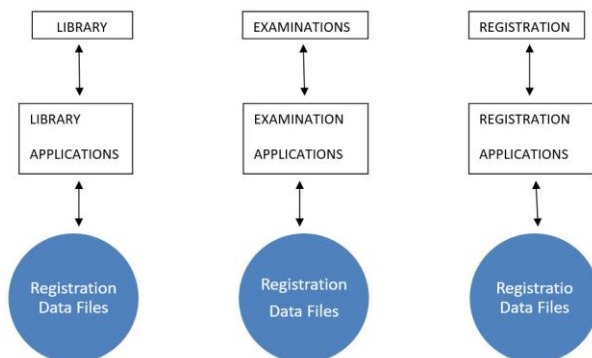 LIBRARY
EXAMINATIONS
REGISTRATION
LIBRARY
APPLICATIONS
EXAMINATION
APPLICATIONS
REGISTRATION
APPLICATIONS
Registration
Data Files
Registration
Data Files
Registratio
Data Files